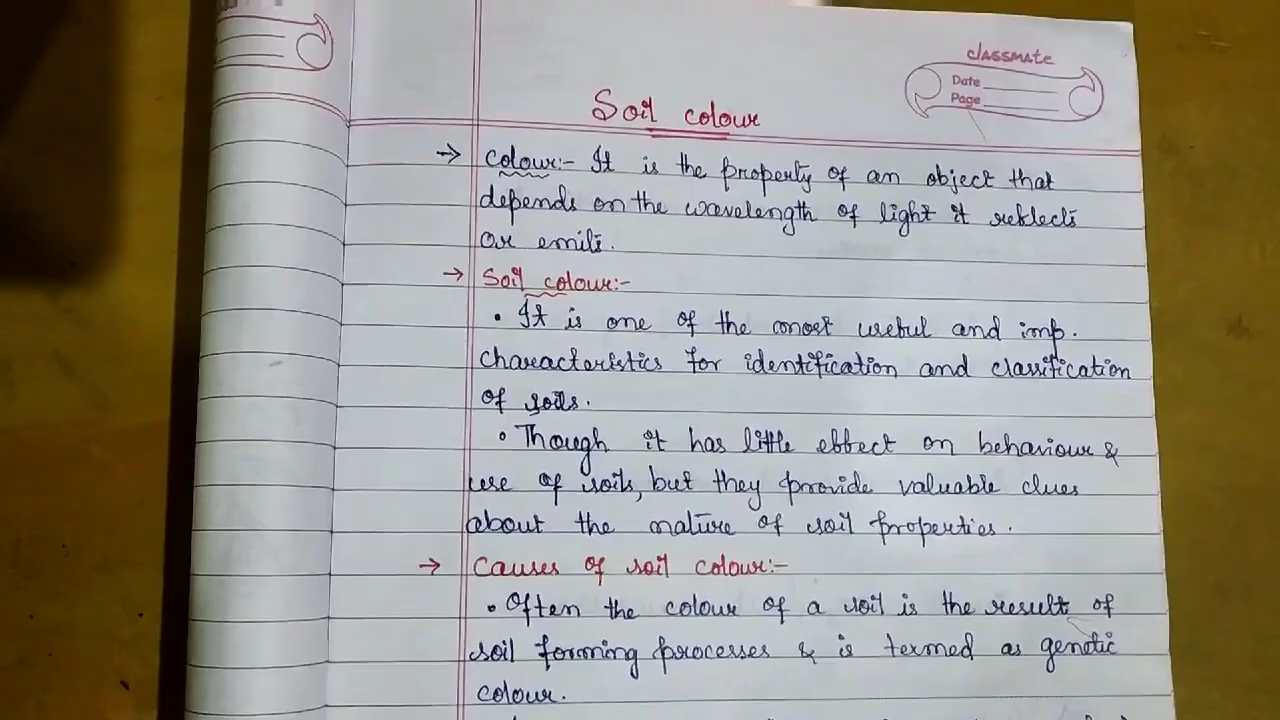 classmate
Date
Page
Soil colour
→ colour:- It is the property of an object that
depends on the wavelength of light it reflects
or emits.
→ Soil colour:-
• It is one of the most useful and imp.
characteristics for identification and classification
of soils.
• Though it has little effect on behaviour &
use of soils, but they provide valuable clues
about the nature of soil properties.
→ Causes of soil colour:-
• Often the colour of a soil is the result of
soil forming processes & is termed as genetic
colour.